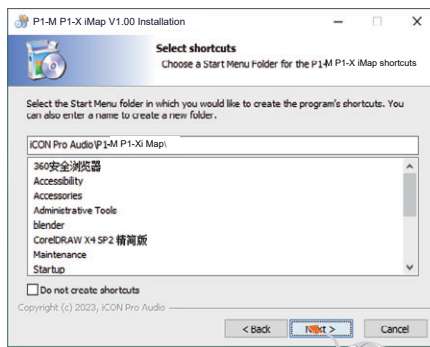 P1-M P1-X iMap V1.00 Installation
Select shortcuts
Choose a Start Menu Folder for the P1-M P1-X iMap shortcuts
Select the Start Menu folder in which you would like to create the program's shortcuts. You
can also enter a name to create a new folder.
iCON Pro Audio\P1-M P1-Xi Map\
360安全浏览器
Accessibility
Accessories
Administrative Tools
blender
CorelDRAW X4 SP2 精简版
Maintenance
Startup
Do not create shortcuts
Copyright (c) 2023, iCON Pro Audio
< Back Next > Cancel